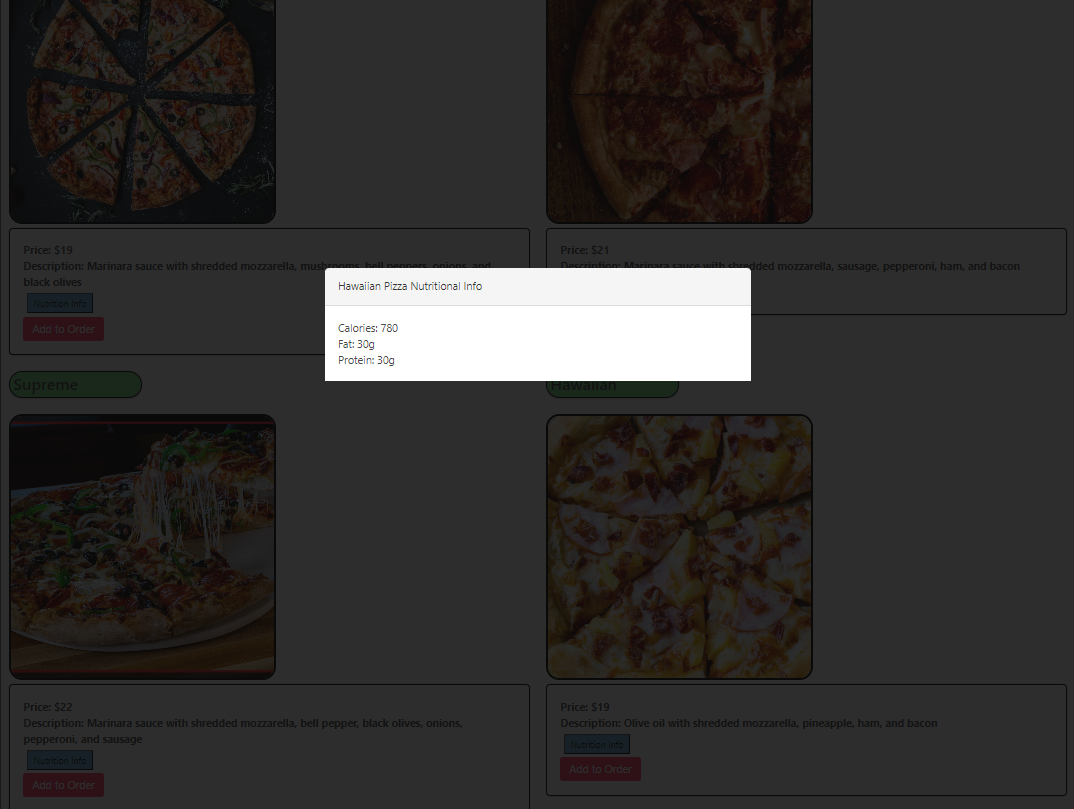 Price: $19
Description: Marinara sauce with shredded mozzarella, mushrooms, bell peppers, onions, and
black olives
Nutrition Info
Add to Order
Price: $21
Description: Marinara sauce with shredded mozzarella, sausage, pepperoni, ham, and bacon
Hawaiian Pizza Nutritional Info
Calories: 780
Fat: 30g
Protein: 30g
Supreme
Hawaiian
Price: $22
Description: Marinara sauce with shredded mozzarella, bell pepper, black olives, onions,
pepperoni, and sausage
Nutrition Info
Add to Order
Price: $19
Description: Olive oil with shredded mozzarella, pineapple, ham, and bacon
Nutrition Info
Add to Order